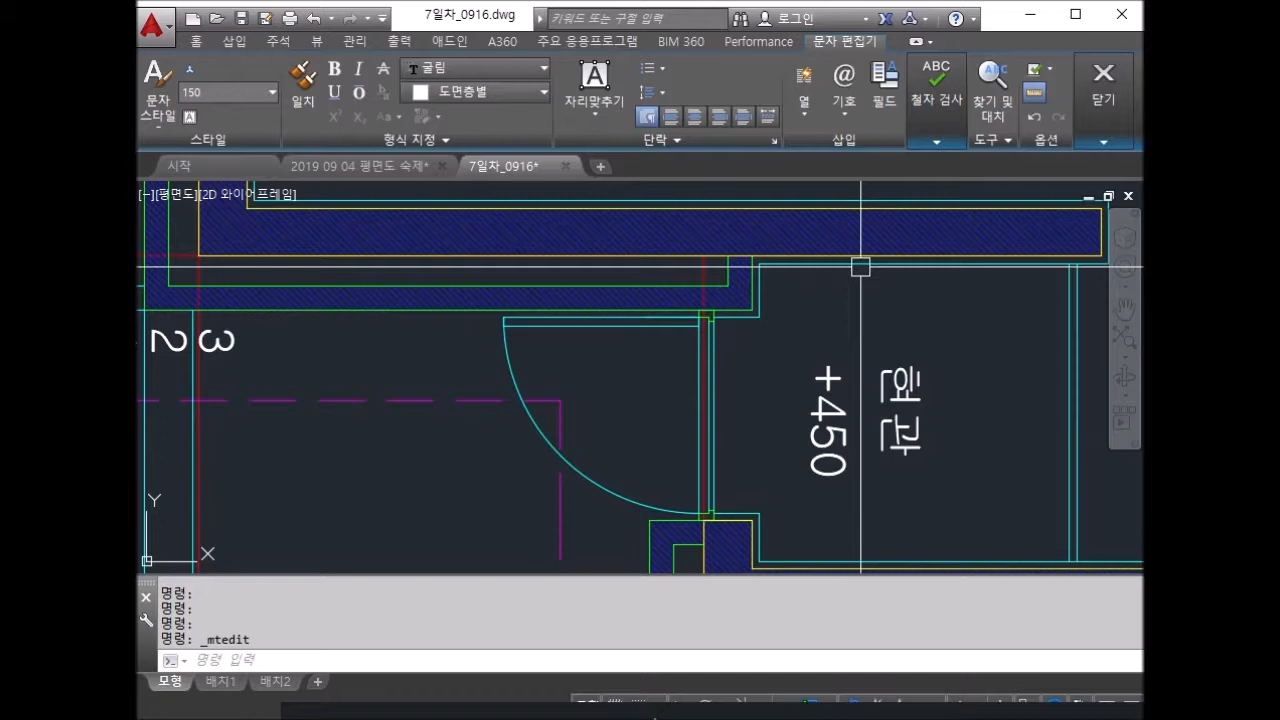 7일차_0916.dwg
키워드 또는 구절 입력
로그인
홈 삽입 주석 뷰 관리 출력 애드인 A360 주요 응용프로그램 BIM 360 Performance 문자 편집기
A 문자 스타일
150
스타일
일치
B I A
U O
굴림
도면층별
형식 지정
A 자리맞추기
단락
열
@ 기호
필드
삽입
ABC 철자 검사
찾기 및 대치
도구
옵션
닫기
시작
2019 09 04 평면도 숙제*
7일차_0916*
[–][평면도][2D 와이어프레임]
2
3
현관
+450
Y
X
명령:
명령:
명령:
명령: _mtedit
명령 입력
모형 배치1 배치2 +